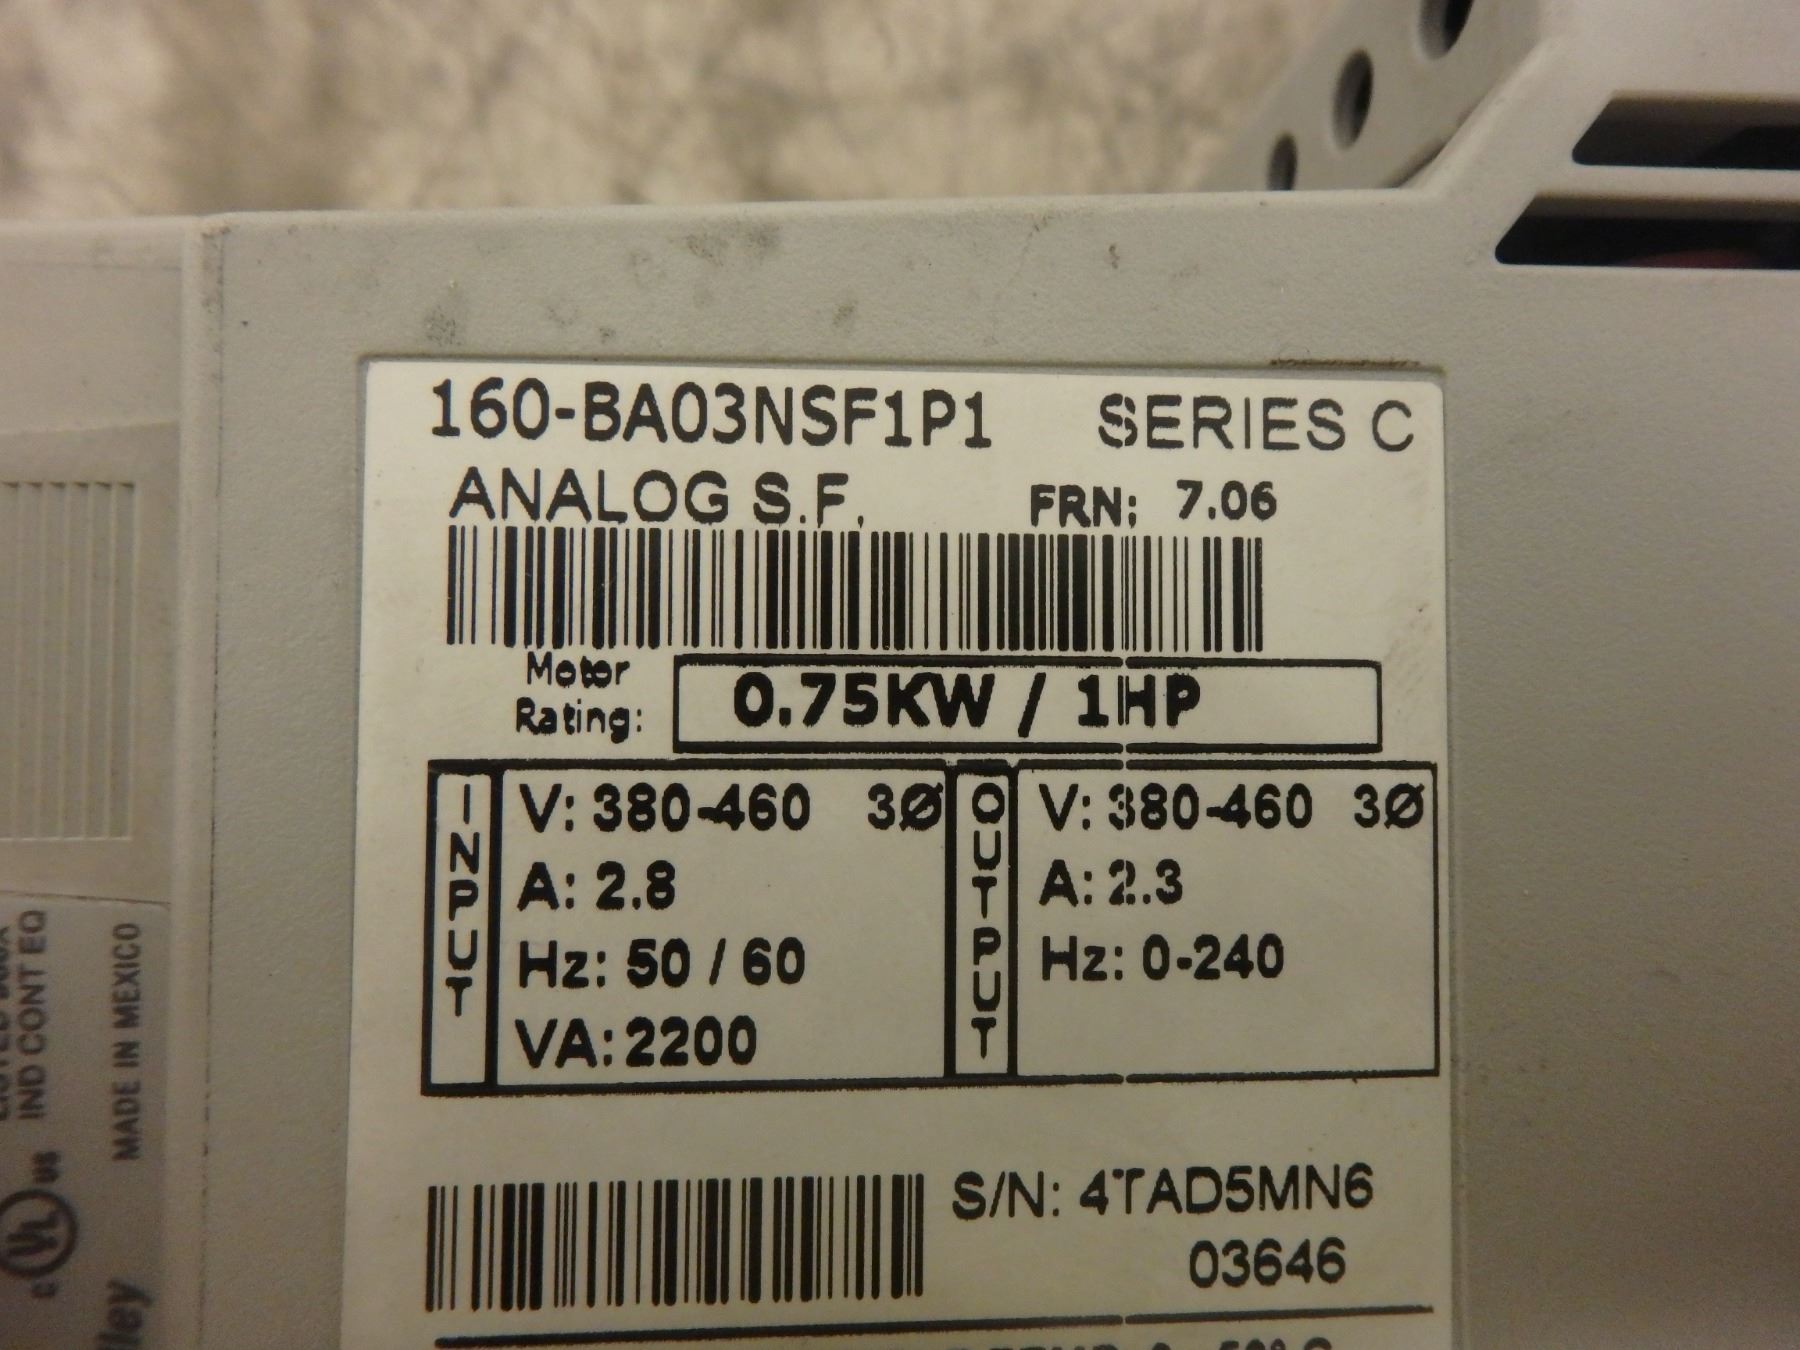 160-BA03NSF1P1 SERIES C
ANALOG S.F. FRN: 7.06
Motor
Rating: 0.75KW / 1HP
INPUT
V: 380-460 3Ø
A: 2.8
Hz: 50 / 60
VA: 2200
OUTPUT
V: 380-460 3Ø
A: 2.3
Hz: 0-240
S/N: 4TAD5MN6
03646
IND CONT EQ
MADE IN MEXICO
C UL US